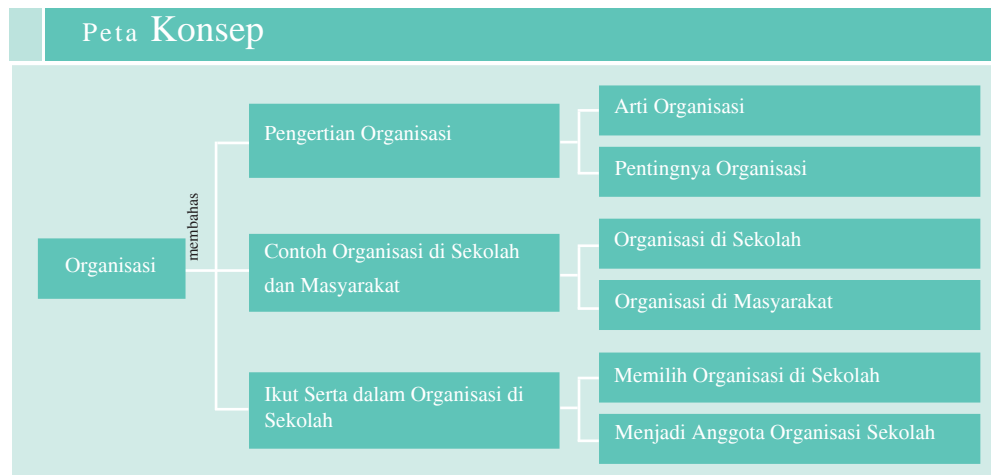 Peta Konsep
Organisasi
membahas
Pengertian Organisasi
Arti Organisasi
Pentingnya Organisasi
Contoh Organisasi di Sekolah
dan Masyarakat
Organisasi di Sekolah
Organisasi di Masyarakat
Ikut Serta dalam Organisasi di
Sekolah
Memilih Organisasi di Sekolah
Menjadi Anggota Organisasi Sekolah